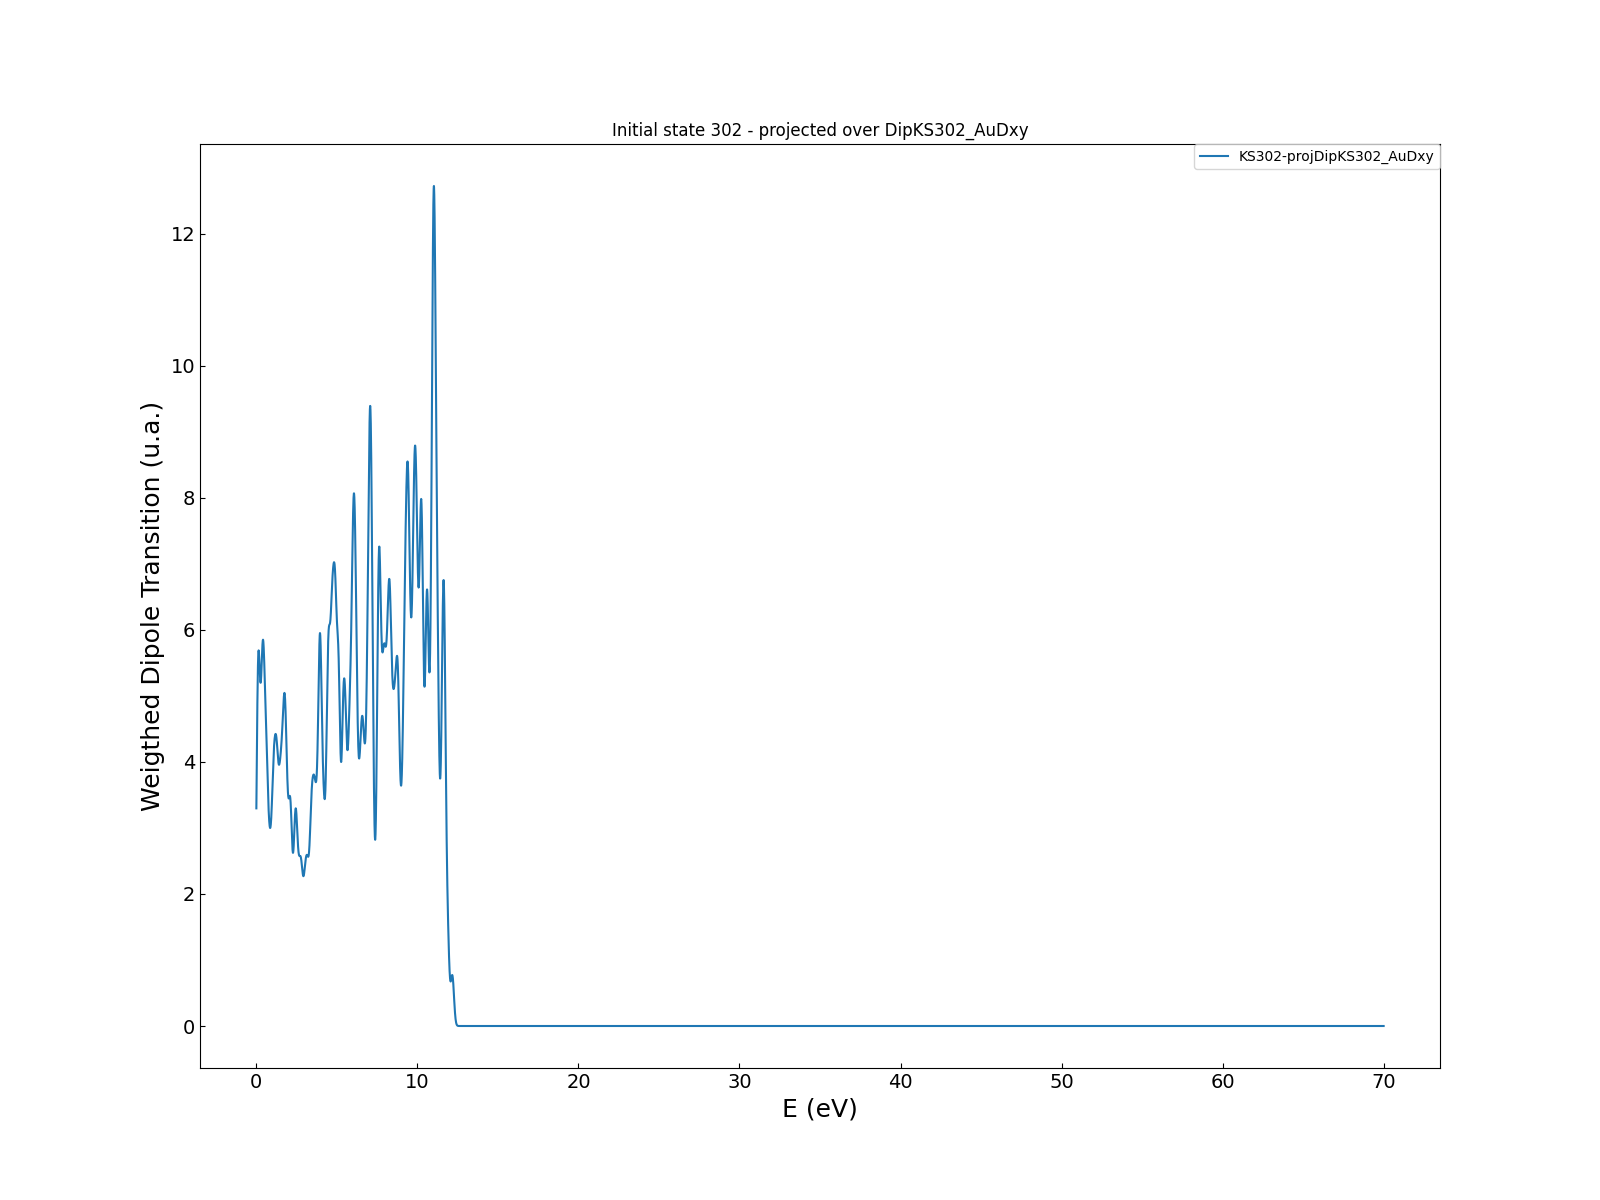 Initial state 302 - projected over DipKS302_AuDxy
KS302-projDipKS302_AuDxy
Weigthed Dipole Transition (u.a.)
12
10
8
6
4
2
0
0 10 20 30 40 50 60 70
E (eV)